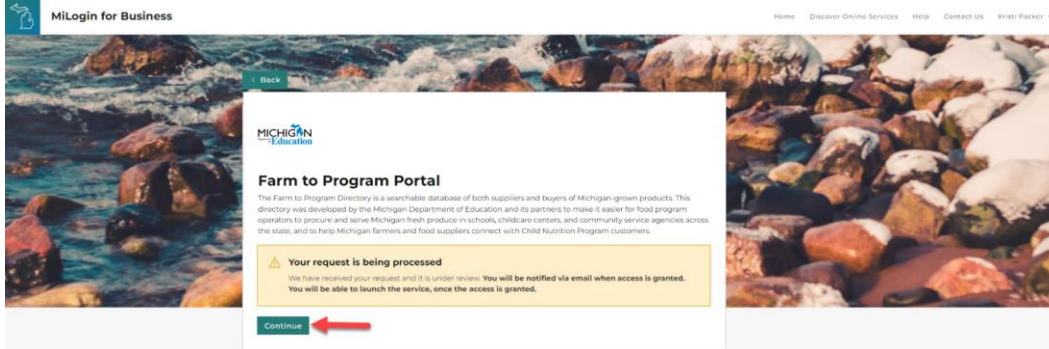 MiLogin for Business
Home Discover Online Services Help Contact Us Kristi Packer
< Back
MICHIGAN
Education
Farm to Program Portal
The Farm to Program Directory is a searchable database of both suppliers and buyers of Michigan-grown products. This
directory was developed by the Michigan Department of Education and its partners to make it easier for food program
operators to procure and serve Michigan fresh produce in schools, childcare centers, and community service agencies across
the state, and to help Michigan farmers and food suppliers connect with Child Nutrition Program customers.
Your request is being processed
We have received your request and it is under review. You will be notified via email when access is granted.
You will be able to launch the service, once the access is granted.
Continue